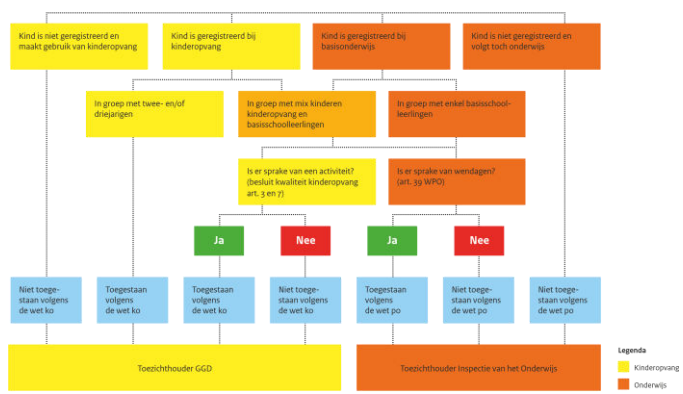 Kind is niet geregistreerd en
maakt gebruik van kinderopvang
Kind is geregistreerd bij
kinderopvang
Kind is geregistreerd bij
basisonderwijs
Kind is niet geregistreerd en
volgt toch onderwijs
In groep met twee- en/of
driejarigen
In groep met mix kinderen
kinderopvang en
basisschoolleerlingen
In groep met enkel basisschool-
leerlingen
Is er sprake van een activiteit?
(besluit kwaliteit kinderopvang
art. 3 en 7)
Is er sprake van wendagen?
(art. 39 WPO)
Ja
Nee
Ja
Nee
Niet toege-
staan volgens
de wet ko
Toegestaan
volgens
de wet ko
Toegestaan
volgens
de wet ko
Niet toege-
staan volgens
de wet ko
Toegestaan
volgens
de wet po
Niet toege-
staan volgens
de wet po
Niet toege-
staan volgens
de wet po
Toezichthouder GGD
Toezichthouder Inspectie van het Onderwijs
Legenda
Kinderopvang
Onderwijs